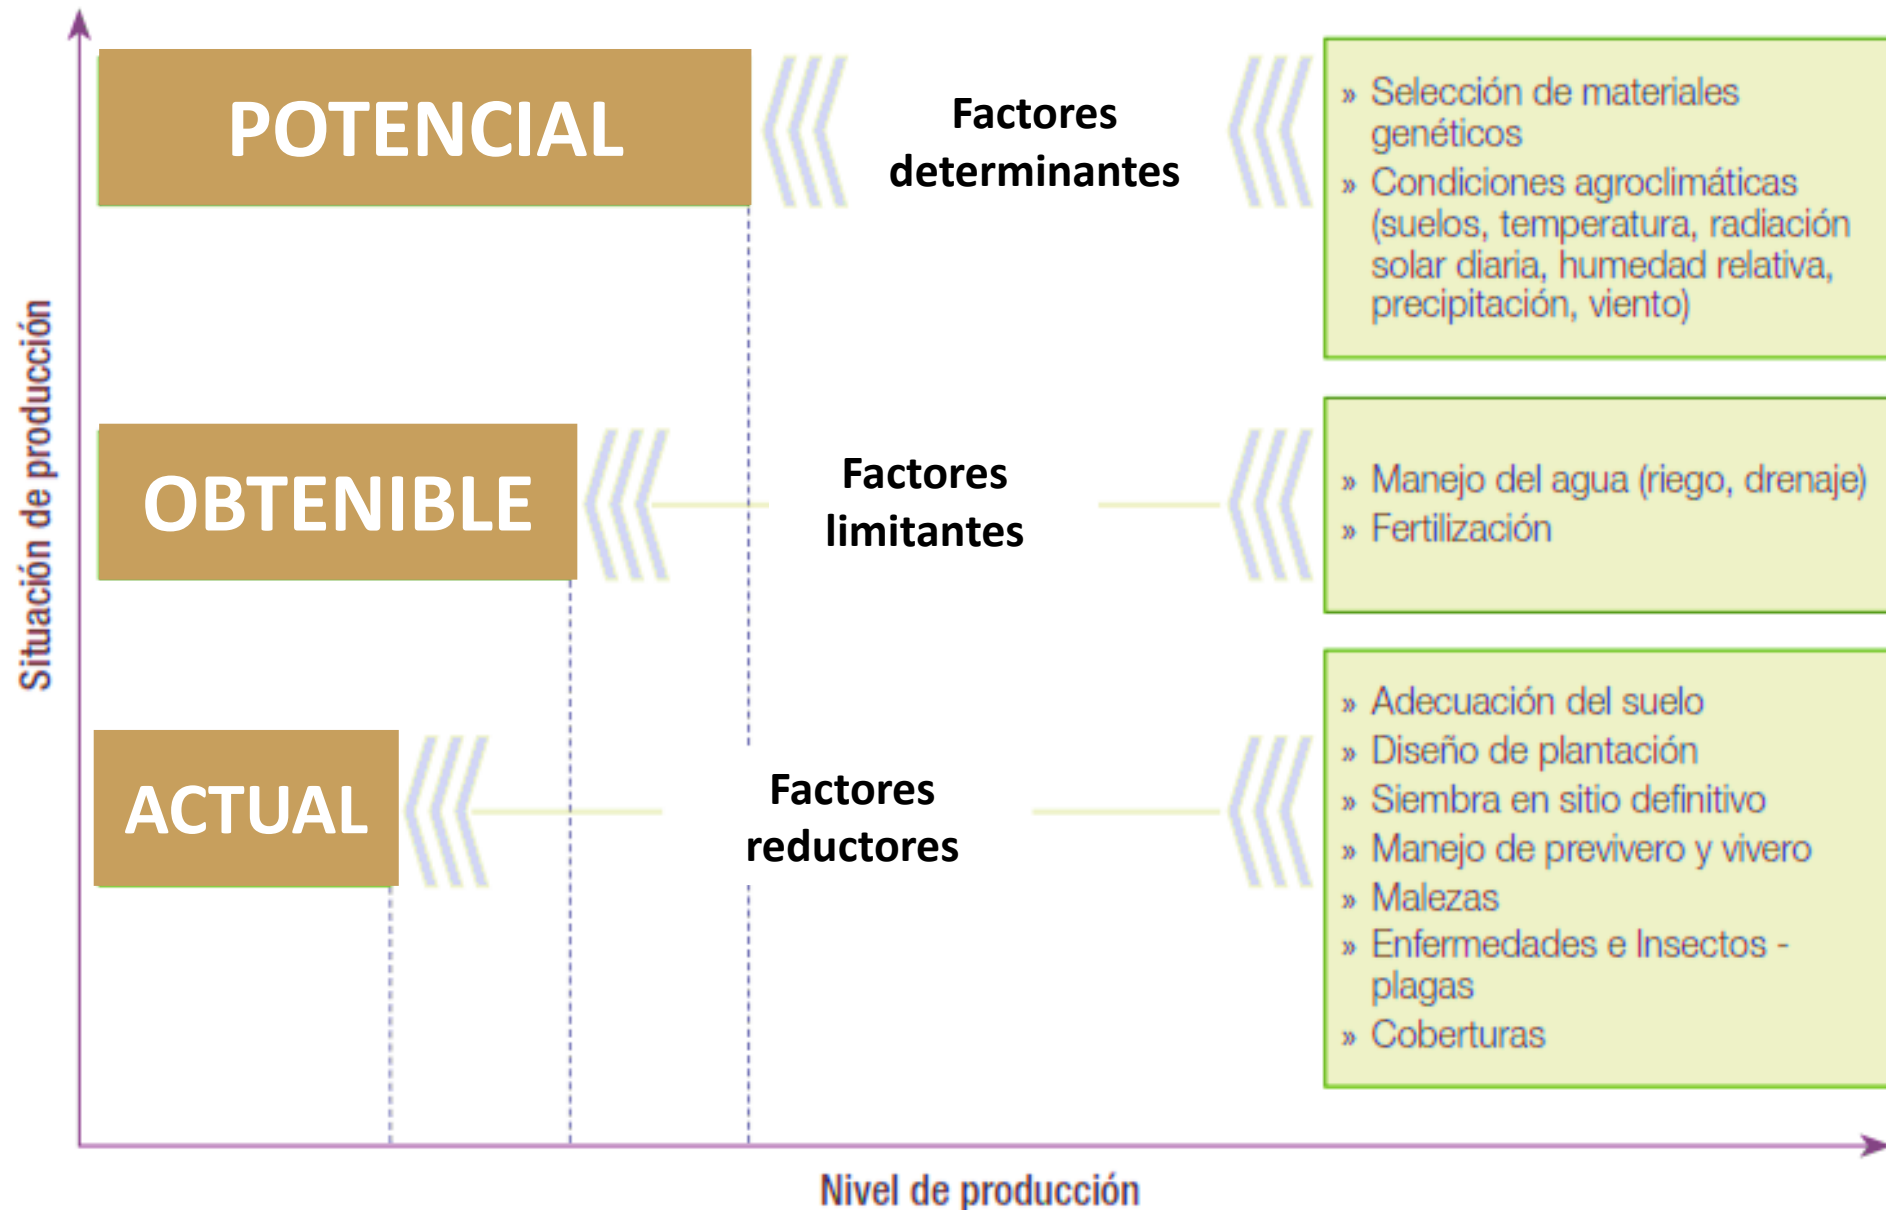 POTENCIAL
Factores
determinantes
» Selección de materiales
genéticos
» Condiciones agroclimáticas
(suelos, temperatura, radiación
solar diaria, humedad relativa,
precipitación, viento)
Situación de producción
OBTENIBLE
Factores
limitantes
» Manejo del agua (riego, drenaje)
» Fertilización
ACTUAL
Factores
reductores
» Adecuación del suelo
» Diseño de plantación
» Siembra en sitio definitivo
» Manejo de previvero y vivero
» Malezas
» Enfermedades e Insectos -
plagas
» Coberturas
Nivel de producción